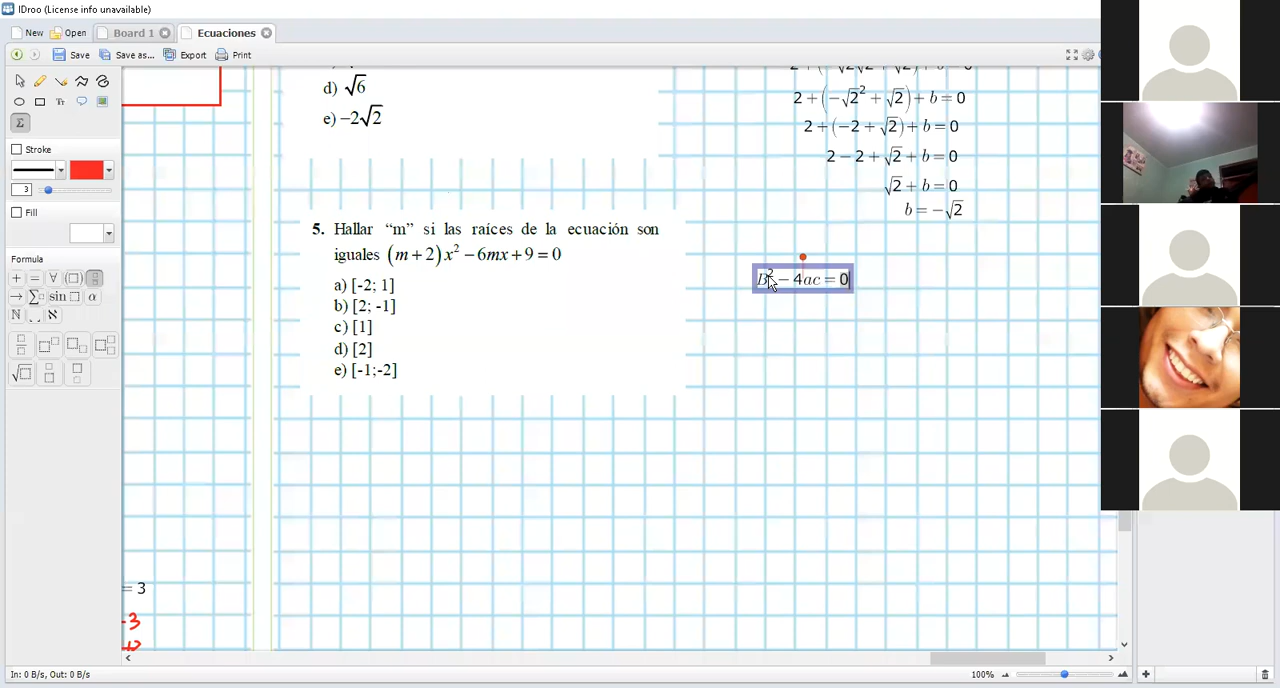 IDroo (License info unavailable)
New Open Board 1 Ecuaciones
Save Save as... Export Print
Stroke
3
Fill
Formula
d) √6
e) −2√2
5. Hallar “m” si las raíces de la ecuación son
iguales (m + 2)x² − 6mx + 9 = 0
a) [-2; 1]
b) [2; -1]
c) [1]
d) [2]
e) [-1;-2]
2 + (−√2² + √2) + b = 0
2 + (−2 + √2) + b = 0
2 − 2 + √2 + b = 0
√2 + b = 0
b = −√2
B² − 4ac = 0
= 3
-3
In: 0 B/s, Out: 0 B/s
100%